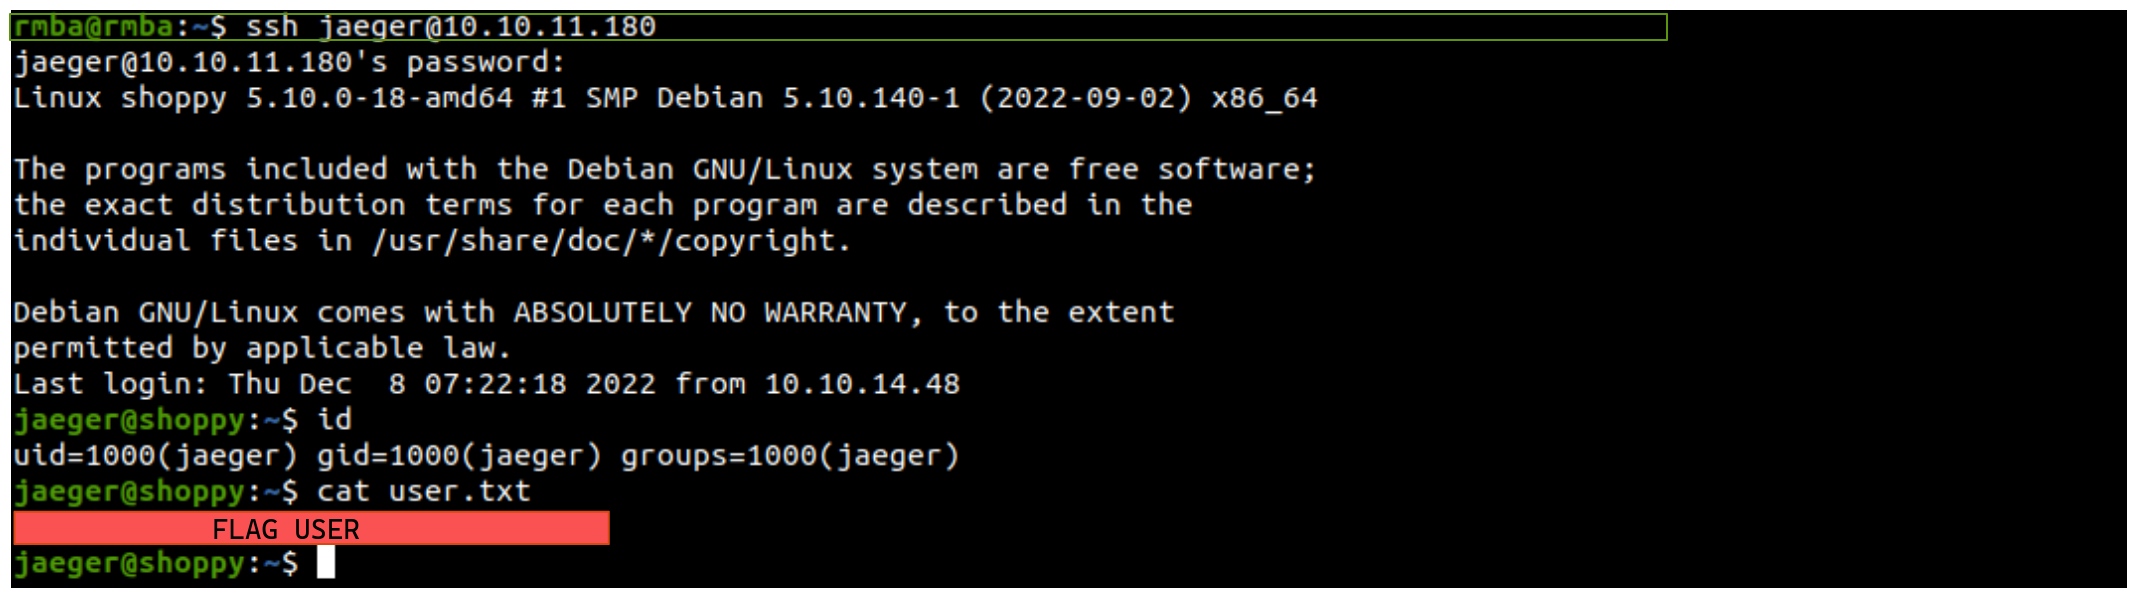 rmba@rmba:~$ ssh jaeger@10.10.11.180
jaeger@10.10.11.180's password:
Linux shoppy 5.10.0-18-amd64 #1 SMP Debian 5.10.140-1 (2022-09-02) x86_64
The programs included with the Debian GNU/Linux system are free software;
the exact distribution terms for each program are described in the
individual files in /usr/share/doc/*/copyright.
Debian GNU/Linux comes with ABSOLUTELY NO WARRANTY, to the extent
permitted by applicable law.
Last login: Thu Dec  8 07:22:18 2022 from 10.10.14.48
jaeger@shoppy:~$ id
uid=1000(jaeger) gid=1000(jaeger) groups=1000(jaeger)
jaeger@shoppy:~$ cat user.txt
FLAG USER
jaeger@shoppy:~$